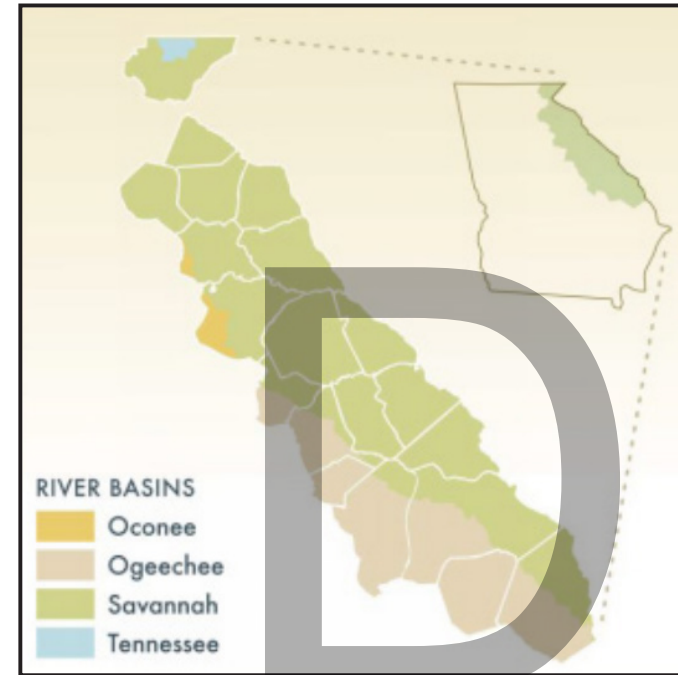 RIVER BASINS
Oconee
Ogeechee
Savannah
Tennessee
D